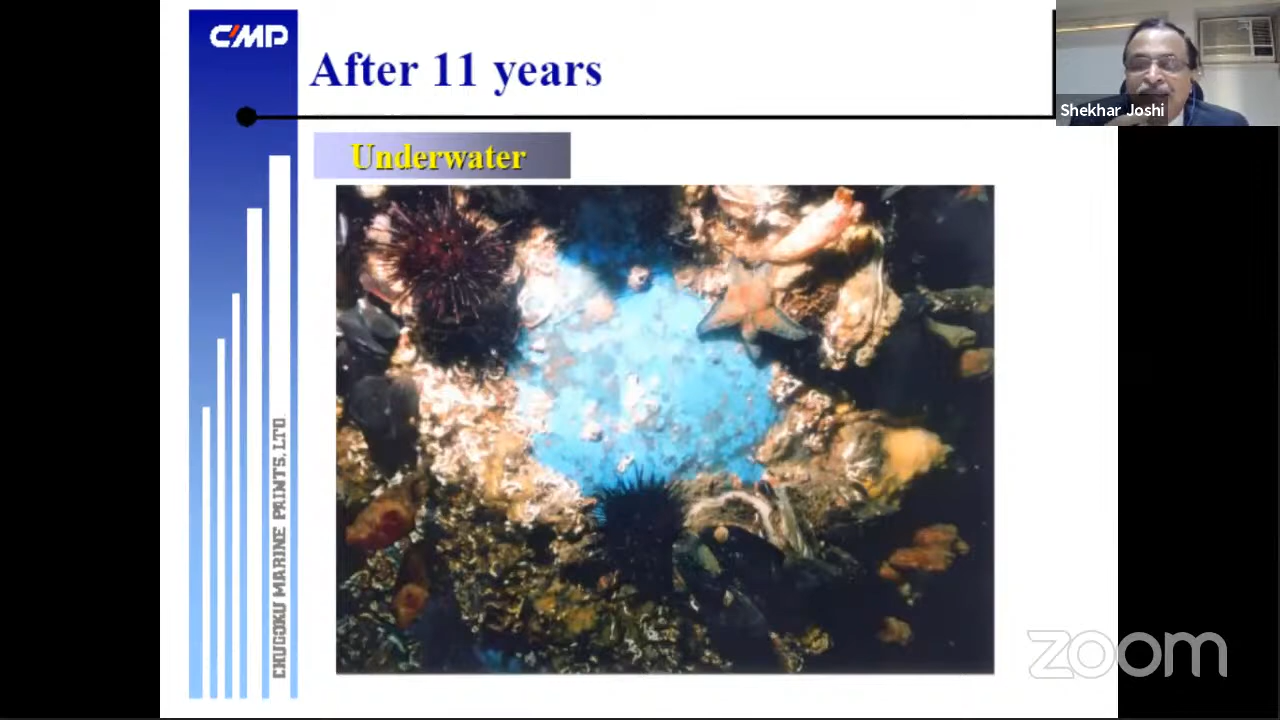 CMP
After 11 years
Shekhar Joshi
Underwater
CHUGOKU MARINE PAINTS, LTD.
zoom